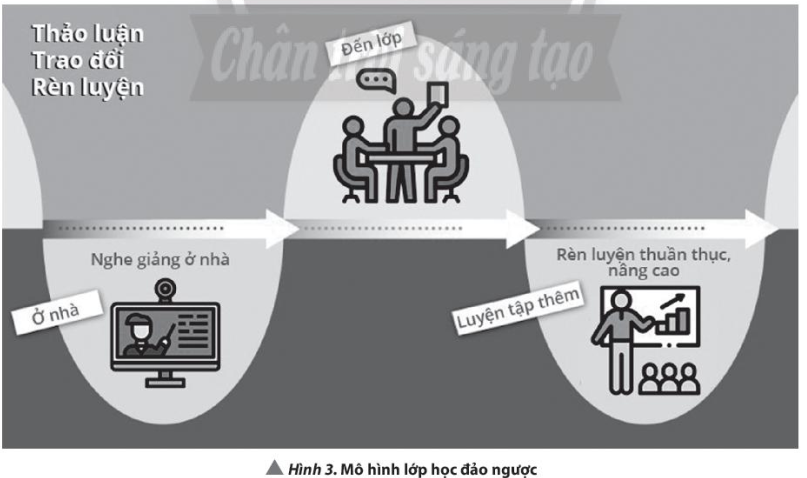 Thảo luận
Trao đổi
Rèn luyện
Đến lớp
Chân trời sáng tạo
Nghe giảng ở nhà
Ở nhà
Rèn luyện thuần thục,
nâng cao
Luyện tập thêm
Hình 3. Mô hình lớp học đảo ngược